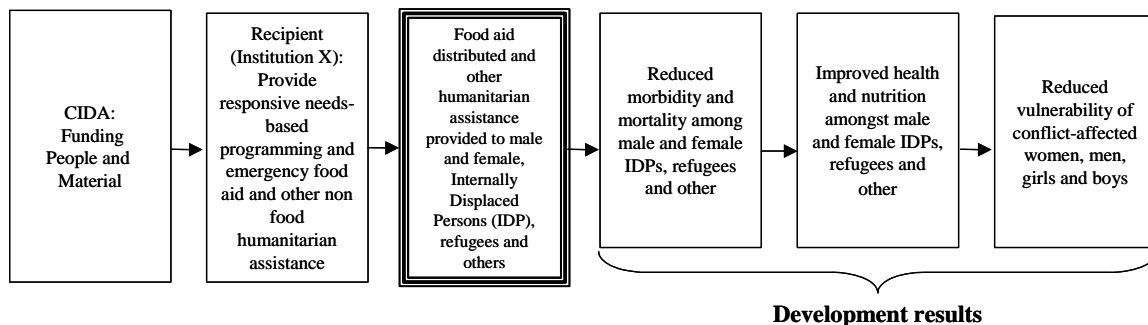 CIDA:
Funding
People and
Material
Recipient
(Institution X):
Provide
responsive needs-
based
programming and
emergency food
aid and other non
food
humanitarian
assistance
Food aid
distributed and
other
humanitarian
assistance
provided to male
and female,
Internally
Displaced
Persons (IDP),
refugees and
others
Reduced
morbidity and
mortality among
male and female
IDPs, refugees
and other
Improved health
and nutrition
amongst male
and female IDPs,
refugees and
other
Reduced
vulnerability of
conflict-affected
women, men,
girls and boys
Development results